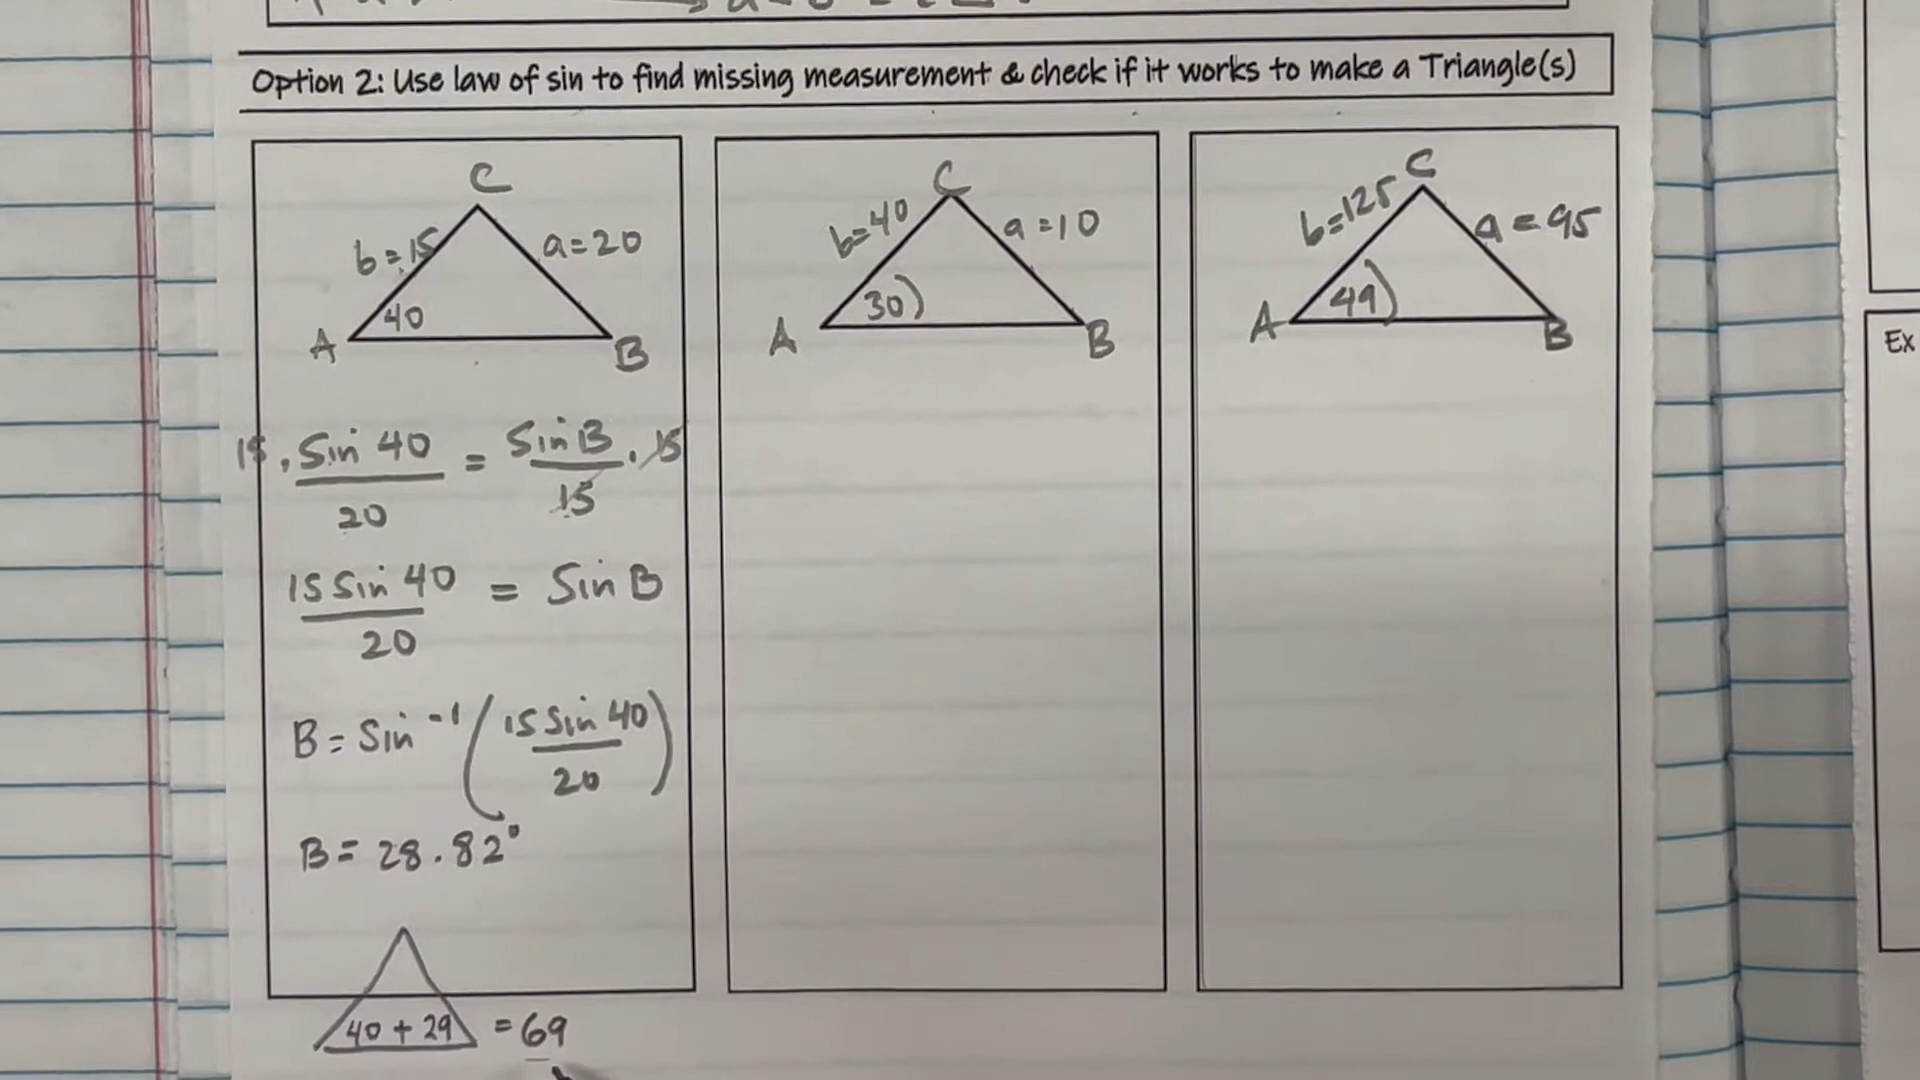 Option 2: Use law of sin to find missing measurement & check if it works to make a Triangle(s)
C
b=15
a=20
40
A
B
15 · Sin 40 / 20 = Sin B / 15 · 15
15 Sin 40 / 20 = Sin B
B = Sin⁻¹ ( 15 Sin 40 / 20 )
B = 28.82°
40 + 29 = 69
C
b=40
a=10
30
A
B
C
b=125
a=95
49
A
B
Ex